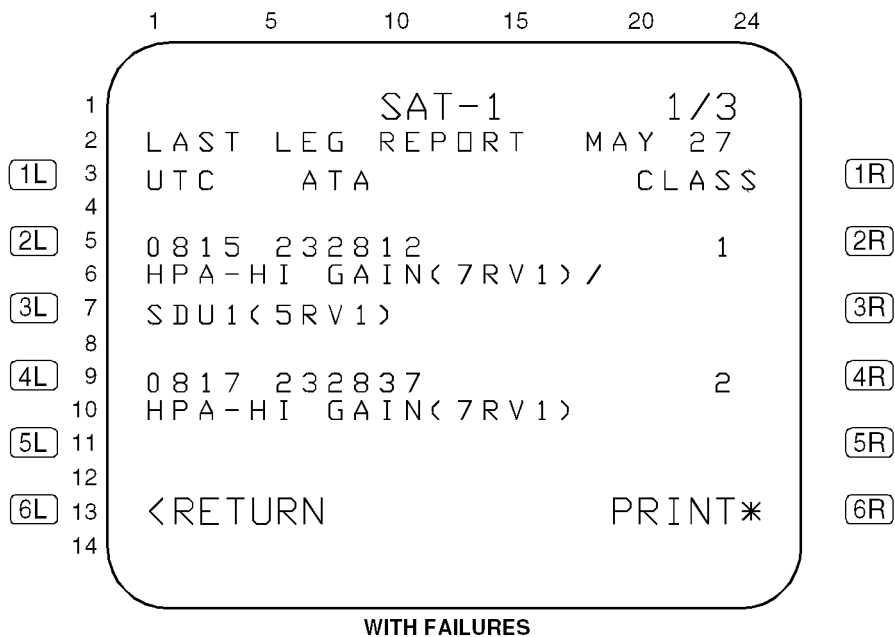 1 5 10 15 20 24
1 SAT-1 1/3
2 LAST LEG REPORT MAY 27
1L 3 UTC ATA CLASS 1R
4
2L 5 0815 232812 1 2R
6 HPA-HI GAIN(7RV1)/
3L 7 SDU1(5RV1) 3R
8
4L 9 0817 232837 2 4R
10 HPA-HI GAIN(7RV1)
5L 11 5R
12
6L 13 <RETURN PRINT* 6R
14
WITH FAILURES